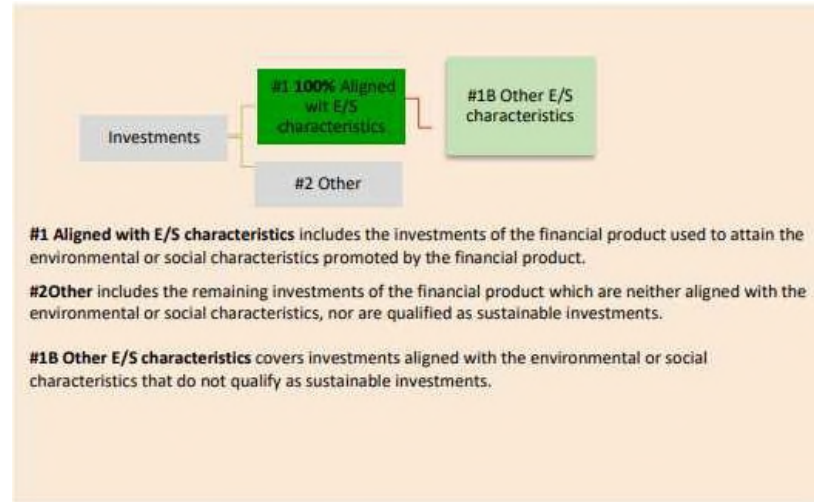 #1 100% Aligned
wit E/S
characteristics
#1B Other E/S
characteristics
Investments
#2 Other
#1 Aligned with E/S characteristics includes the investments of the financial product used to attain the
environmental or social characteristics promoted by the financial product.
#2Other includes the remaining investments of the financial product which are neither aligned with the
environmental or social characteristics, nor are qualified as sustainable investments.
#1B Other E/S characteristics covers investments aligned with the environmental or social
characteristics that do not qualify as sustainable investments.